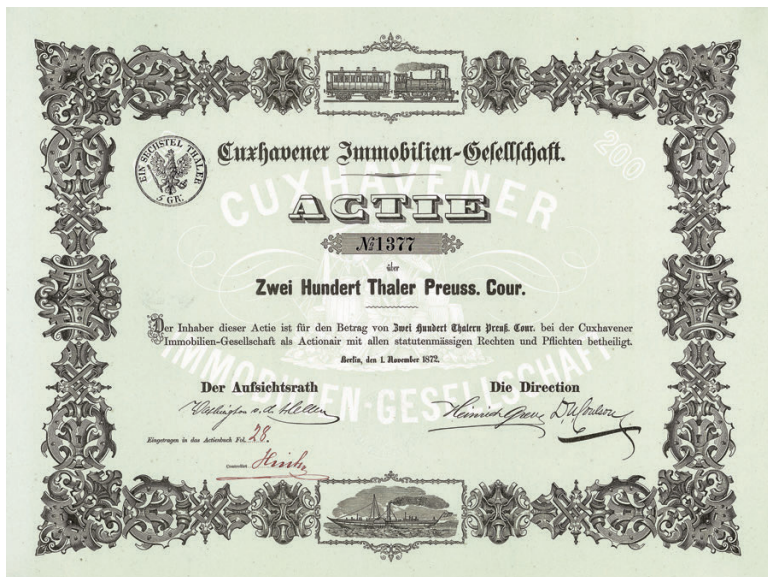 EIN SECHSTEL THALER
5 GR.
200
Cuxhavener Immobilien-Gesellschaft.
CUXHAVENER
ACTIE
№1377
über
Zwei Hundert Thaler Preuss. Cour.
Der Inhaber dieser Actie ist für den Betrag von Zwei Hundert Thalern Preuß. Cour. bei der Cuxhavener
Immobilien-Gesellschaft als Actionair mit allen statutenmässigen Rechten und Pflichten betheiligt.
IMMOBILIEN-GESELLSCHAFT
Berlin, den 1. November 1872.
Der Aufsichtsrath Die Direction
Heinrich
Eingetragen in das Actienbuch Fol. 28.